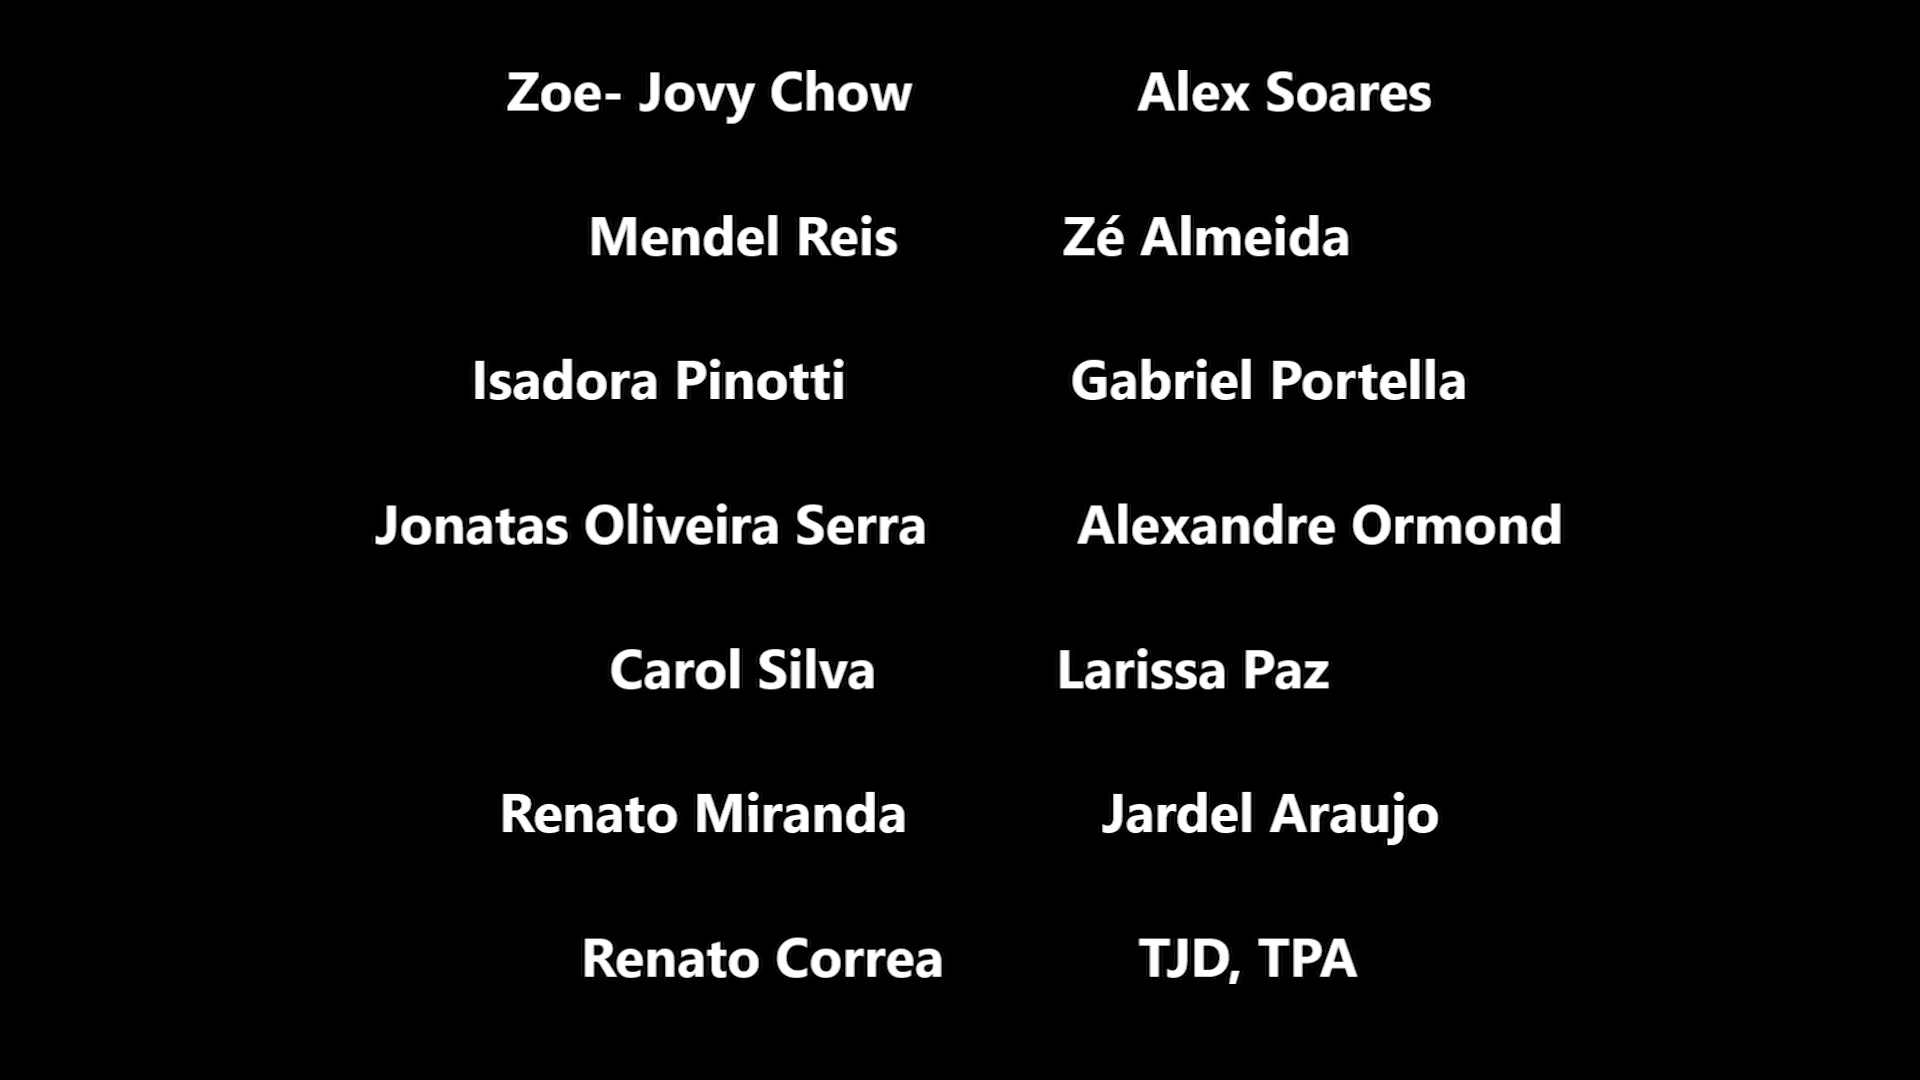 Zoe- Jovy Chow Alex Soares
Mendel Reis Zé Almeida
Isadora Pinotti Gabriel Portella
Jonatas Oliveira Serra Alexandre Ormond
Carol Silva Larissa Paz
Renato Miranda Jardel Araujo
Renato Correa TJD, TPA